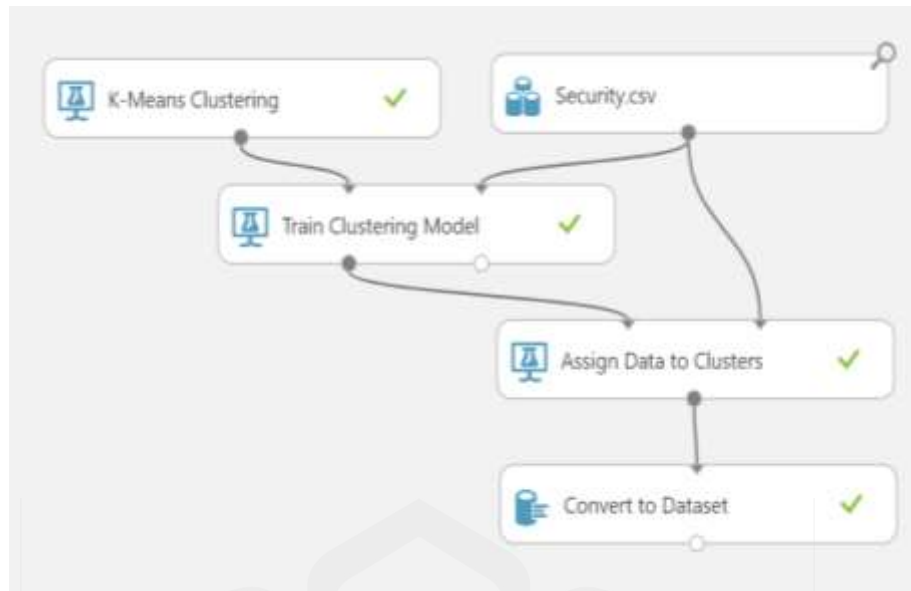 K-Means Clustering
Security.csv
Train Clustering Model
Assign Data to Clusters
Convert to Dataset